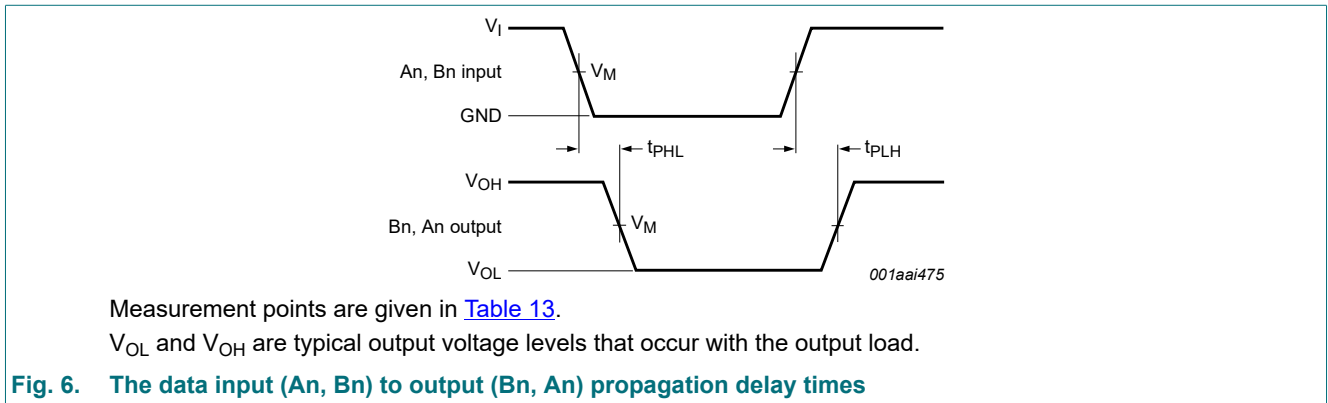 VI
An, Bn input
VM
GND
tPHL
tPLH
VOH
Bn, An output
VM
VOL
001aai475
Measurement points are given in Table 13.
VOL and VOH are typical output voltage levels that occur with the output load.
Fig. 6. The data input (An, Bn) to output (Bn, An) propagation delay times